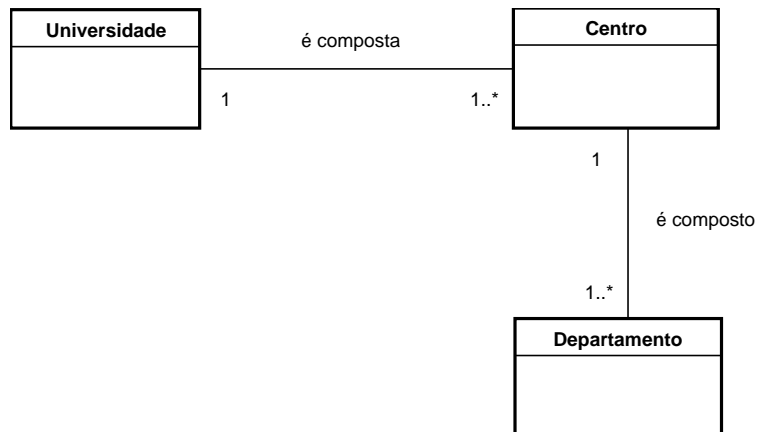 Universidade
é composta
Centro
1
1..*
1
é composto
1..*
Departamento